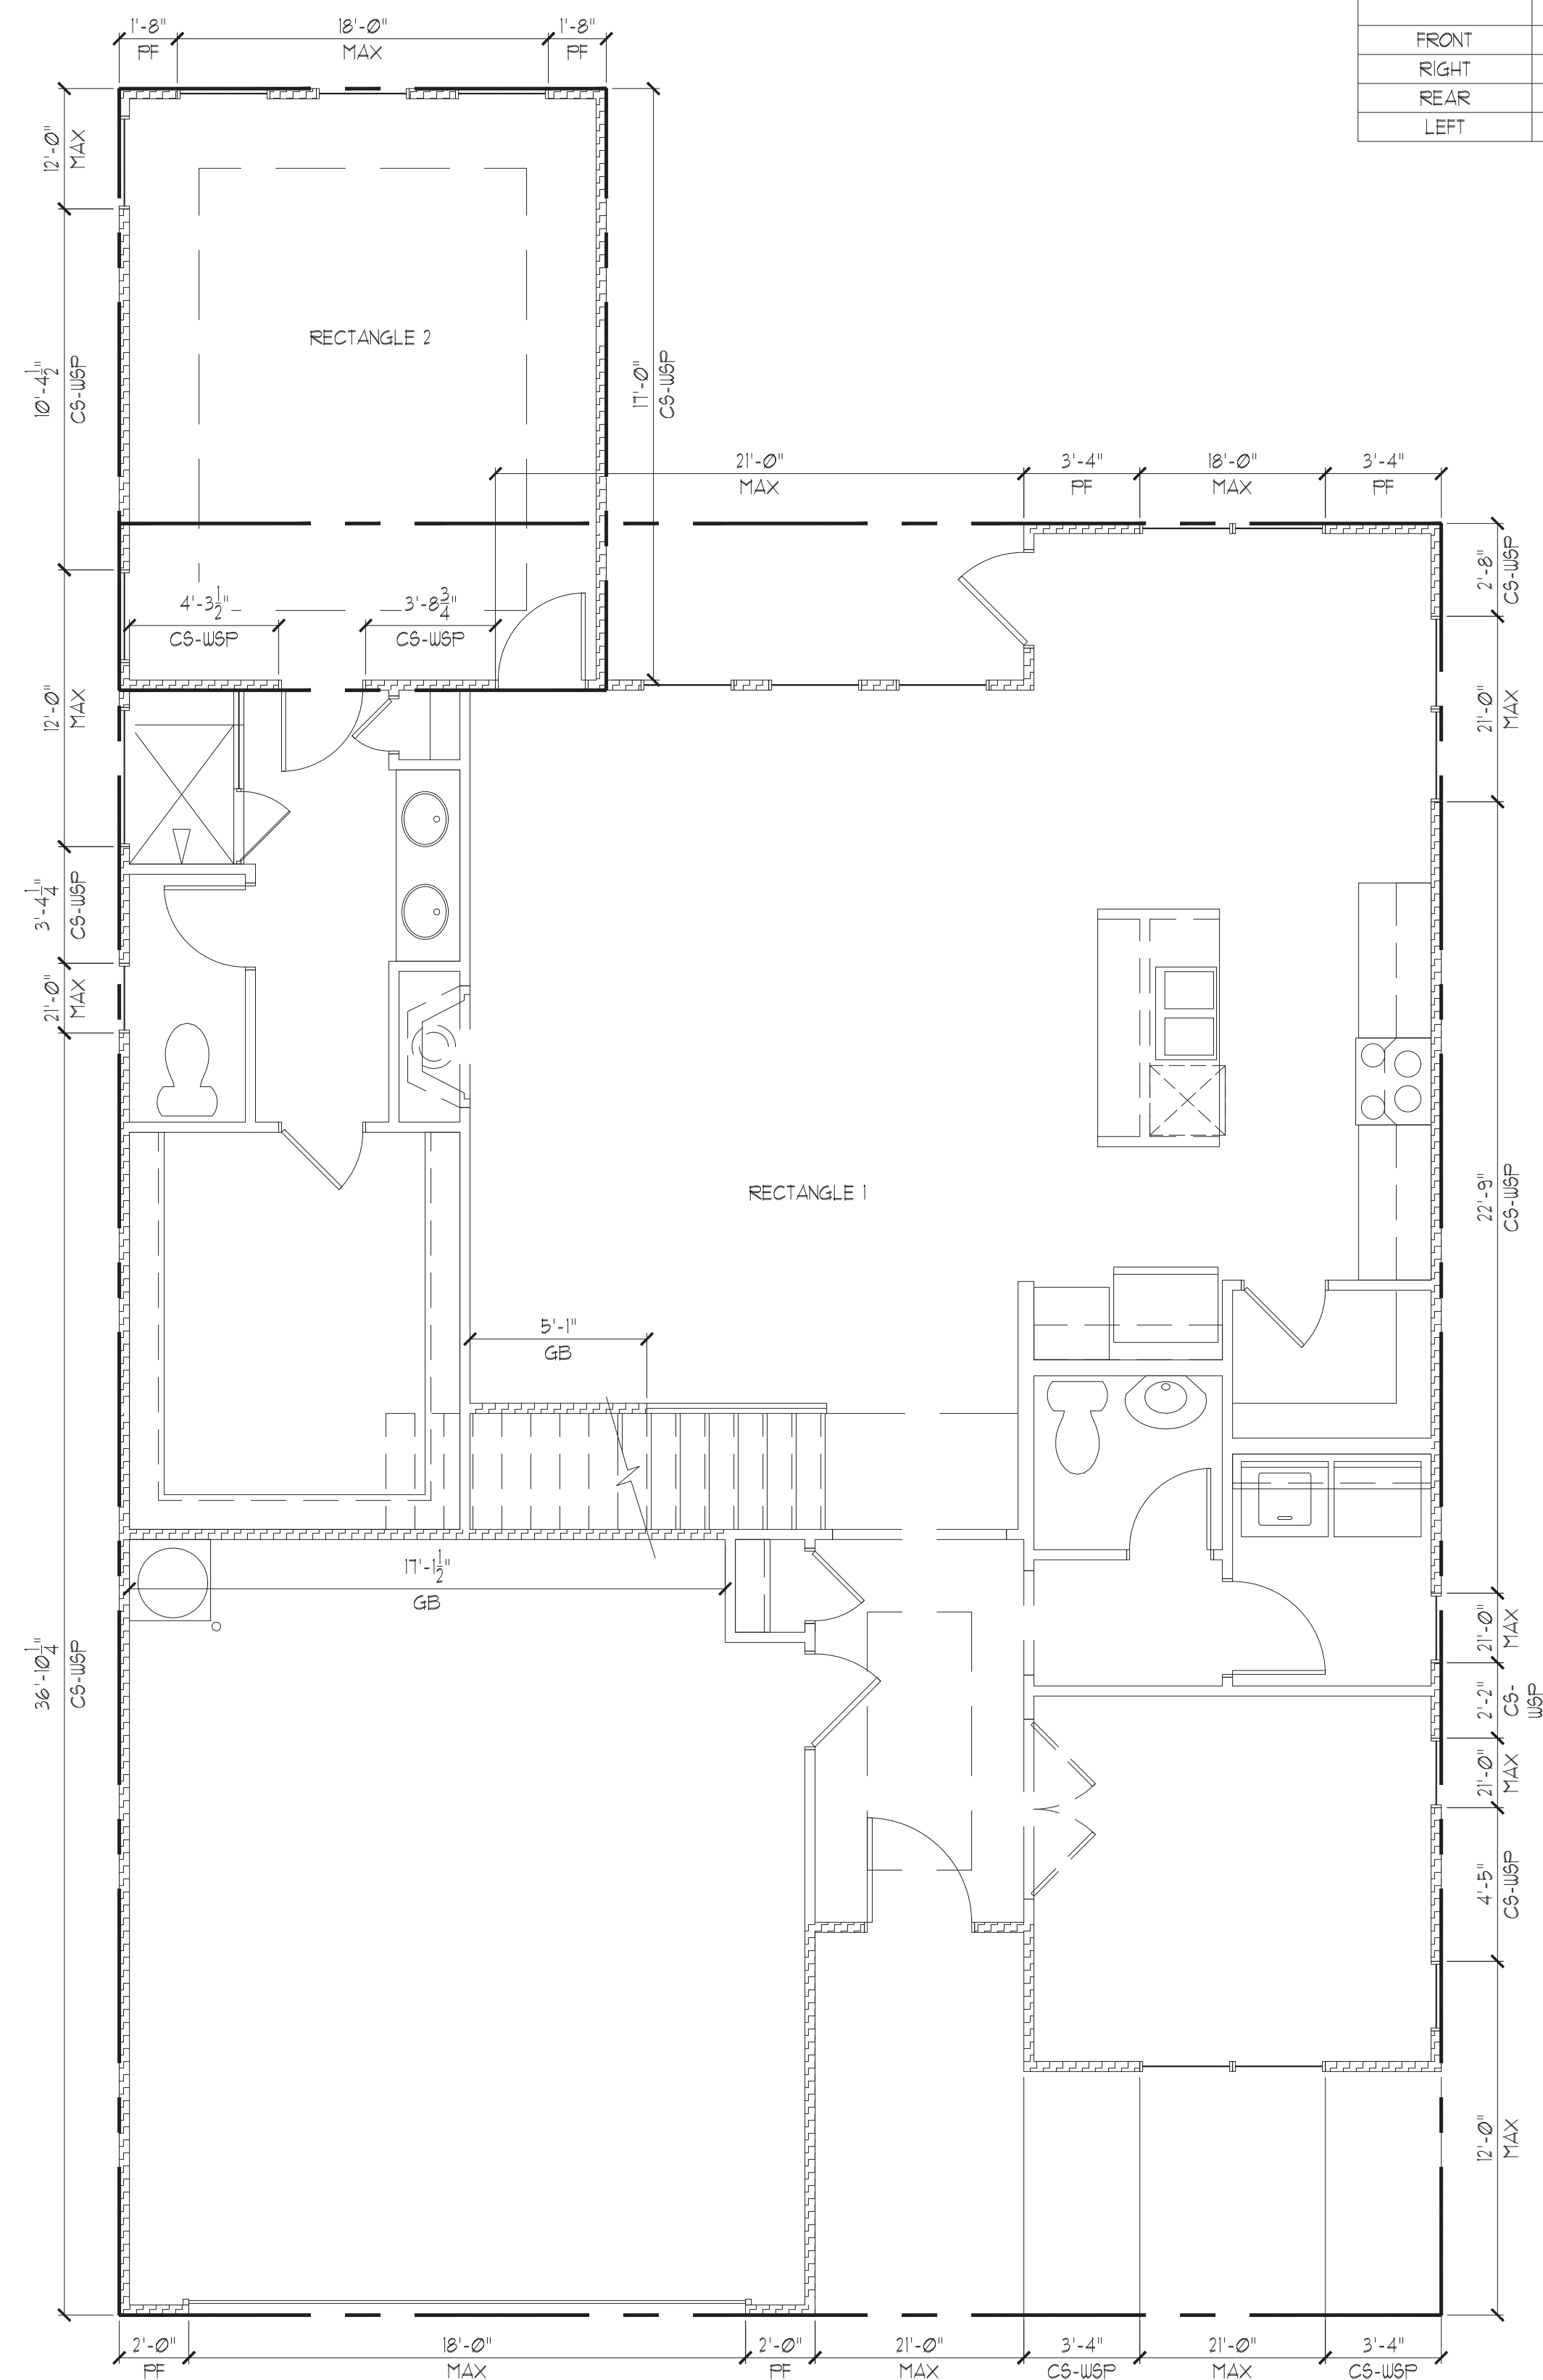 1'-8" 18'-0" 1'-8"
PF MAX PF
FRONT
RIGHT
REAR
LEFT
12'-0"
MAX
10'-4 1/2"
CS-WSP
RECTANGLE 2
17'-0"
CS-WSP
21'-0" 3'-4" 18'-0" 3'-4"
MAX PF MAX PF
2'-8"
CS-WSP
4'-3 1/2" 3'-8 3/4"
CS-WSP CS-WSP
12'-0"
MAX
21'-0"
MAX
3'-4 1/4"
CS-WSP
21'-0"
MAX
RECTANGLE 1
22'-9"
CS-WSP
5'-1"
GB
17'-1 1/2"
GB
36'-10 1/4"
CS-WSP
21'-0"
MAX
2'-2"
CS-
WSP
21'-0"
MAX
4'-5"
CS-WSP
12'-0"
MAX
2'-0" 18'-0" 2'-0" 21'-0" 3'-4" 21'-0" 3'-4"
PF MAX PF MAX CS-WSP MAX CS-WSP